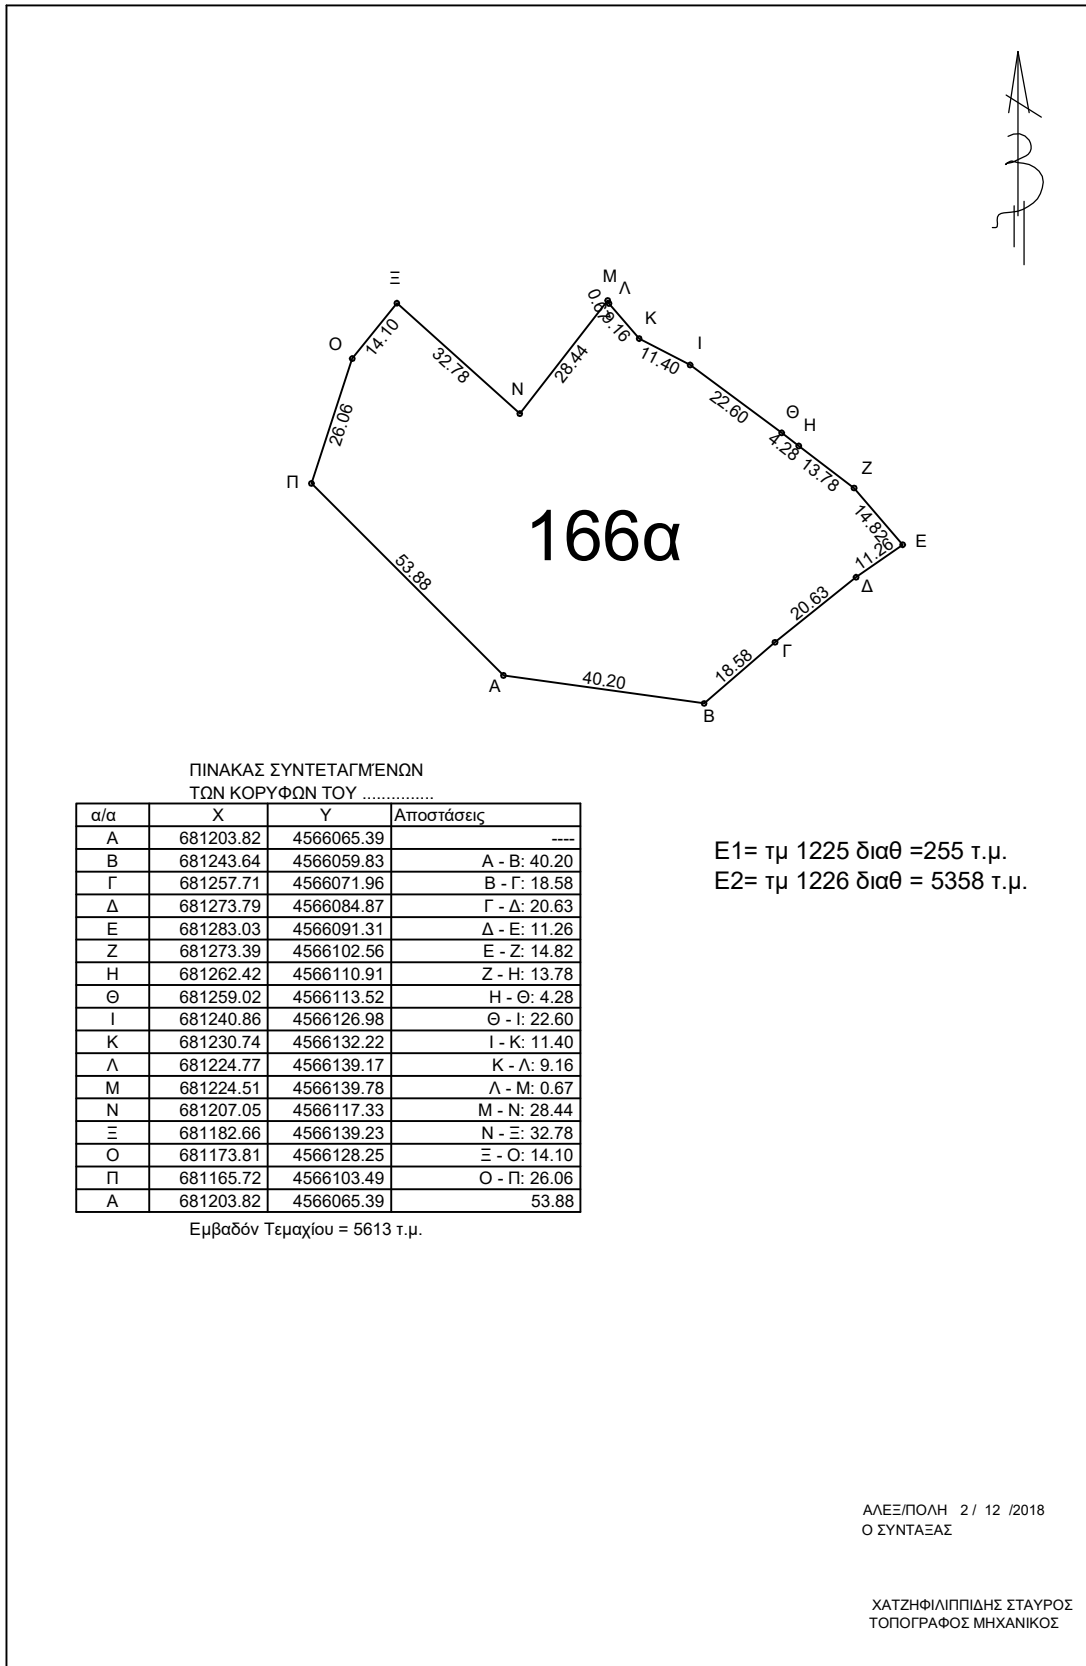 Ξ
Μ
Λ
0.67
9.16
Κ
Ο
14.10
Ι
11.40
32.78
28.44
Ν
22.60
Θ
Η
4.28
26.06
13.78
Ζ
Π
14.82
166α
Ε
11.26
Δ
53.88
20.63
Γ
18.58
Α
40.20
Β
ΠΙΝΑΚΑΣ ΣΥΝΤΕΤΑΓΜΈΝΩΝ
ΤΩΝ ΚΟΡΥΦΩΝ ΤΟΥ ...............
α/α Χ Υ Αποστάσεις
Α 681203.82 4566065.39 ----
Β 681243.64 4566059.83 Α - Β: 40.20
Γ 681257.71 4566071.96 Β - Γ: 18.58
Δ 681273.79 4566084.87 Γ - Δ: 20.63
Ε 681283.03 4566091.31 Δ - Ε: 11.26
Ζ 681273.39 4566102.56 Ε - Ζ: 14.82
Η 681262.42 4566110.91 Ζ - Η: 13.78
Θ 681259.02 4566113.52 Η - Θ: 4.28
Ι 681240.86 4566126.98 Θ - Ι: 22.60
Κ 681230.74 4566132.22 Ι - Κ: 11.40
Λ 681224.77 4566139.17 Κ - Λ: 9.16
Μ 681224.51 4566139.78 Λ - Μ: 0.67
Ν 681207.05 4566117.33 Μ - Ν: 28.44
Ξ 681182.66 4566139.23 Ν - Ξ: 32.78
Ο 681173.81 4566128.25 Ξ - Ο: 14.10
Π 681165.72 4566103.49 Ο - Π: 26.06
Α 681203.82 4566065.39 53.88
Εμβαδόν Τεμαχίου = 5613 τ.μ.
Ε1= τμ 1225 διαθ =255 τ.μ.
Ε2= τμ 1226 διαθ = 5358 τ.μ.
ΑΛΕΞ/ΠΟΛΗ 2 / 12 /2018
Ο ΣΥΝΤΑΞΑΣ
ΧΑΤΖΗΦΙΛΙΠΠΙΔΗΣ ΣΤΑΥΡΟΣ
ΤΟΠΟΓΡΑΦΟΣ ΜΗΧΑΝΙΚΟΣ